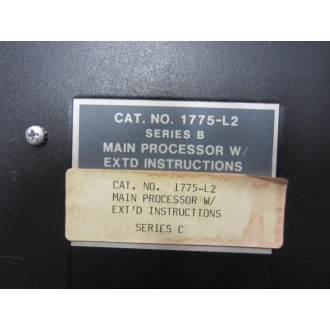 CAT. NO. 1775-L2
SERIES B
MAIN PROCESSOR W/
EXTD INSTRUCTIONS
CAT. NO. 1775-L2
MAIN PROCESSOR W/
EXT'D INSTRUCTIONS
SERIES C